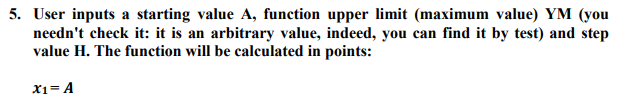 5. User inputs a starting value A, function upper limit (maximum value) YM (you
needn't check it: it is an arbitrary value, indeed, you can find it by test) and step
value H. The function will be calculated in points:
x₁= A